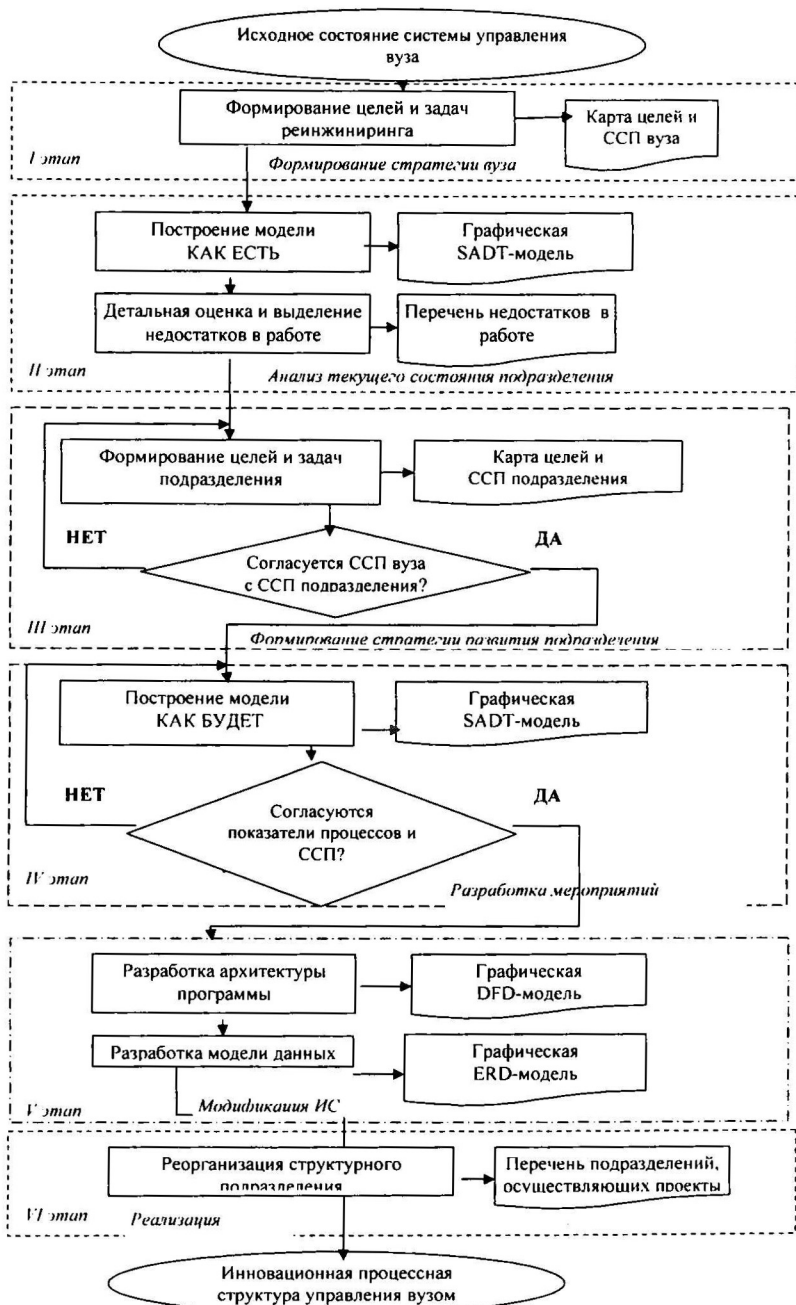 Исходное состояние системы управления
вуза
Формирование целей и задач
реинжиниринга
Карта целей и
ССП вуза
I этап
Формирование стратегии вуза
Построение модели
КАК ЕСТЬ
Графическая
SADT-модель
Детальная оценка и выделение
недостатков в работе
Перечень недостатков в
работе
II этап
Анализ текущего состояния подразделения
Формирование целей и задач
подразделения
Карта целей и
ССП подразделения
НЕТ
ДА
Согласуется ССП вуза
с ССП подразделения?
III этап
Формирование стратегии развития подразделения
Построение модели
КАК БУДЕТ
Графическая
SADT-модель
НЕТ
ДА
Согласуются
показатели процессов и
ССП?
IV этап
Разработка мероприятий
Разработка архитектуры
программы
Графическая
DFD-модель
Разработка модели данных
Графическая
ERD-модель
V этап
Модификация ИС
Реорганизация структурного
подразделения
Перечень подразделений,
осуществляющих проекты
VI этап
Реализация
Инновационная процессная
структура управления вузом